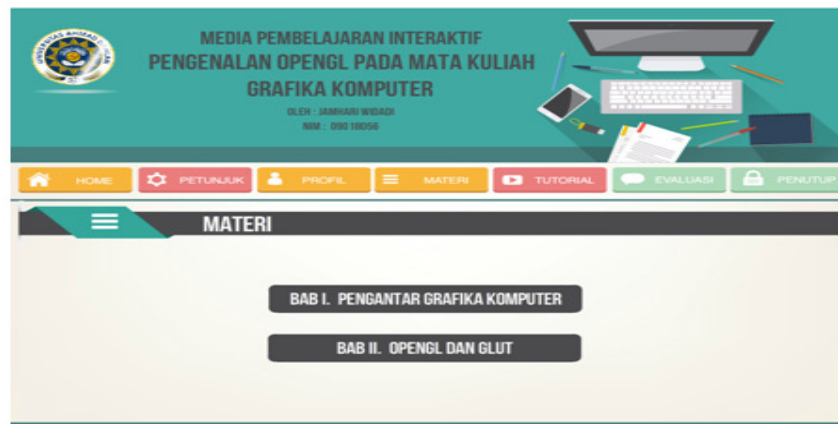 MEDIA PEMBELAJARAN INTERAKTIF
PENGENALAN OPENGL PADA MATA KULIAH
GRAFIKA KOMPUTER
OLEH : JAMHARI WIDADI
NIM : 09018056
HOME
PETUNJUK
PROFIL
MATERI
TUTORIAL
EVALUASI
PENUTUP
MATERI
BAB I. PENGANTAR GRAFIKA KOMPUTER
BAB II. OPENGL DAN GLUT